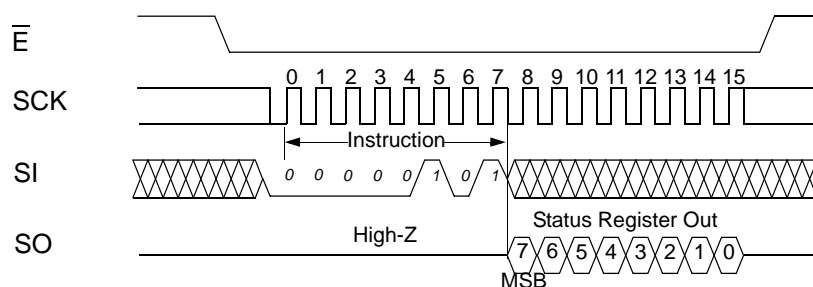 E
0 1 2 3 4 5 6 7 8 9 10 11 12 13 14 15
SCK
Instruction
SI 0 0 0 0 0 1 0 1
High-Z Status Register Out
SO 7 6 5 4 3 2 1 0
MSB